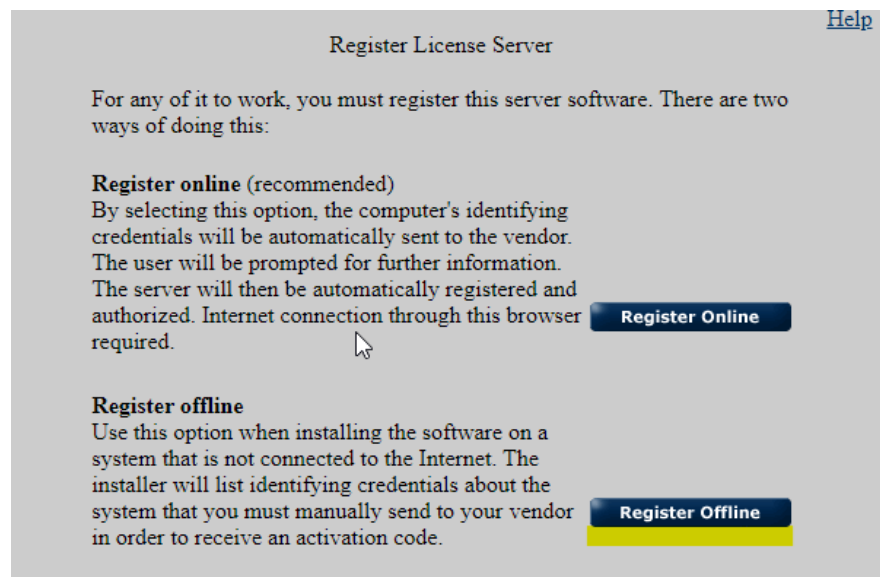 Help
Register License Server
For any of it to work, you must register this server software. There are two
ways of doing this:
Register online (recommended)
By selecting this option, the computer's identifying
credentials will be automatically sent to the vendor.
The user will be prompted for further information.
The server will then be automatically registered and
authorized. Internet connection through this browser
required.
Register Online
Register offline
Use this option when installing the software on a
system that is not connected to the Internet. The
installer will list identifying credentials about the
system that you must manually send to your vendor
in order to receive an activation code.
Register Offline